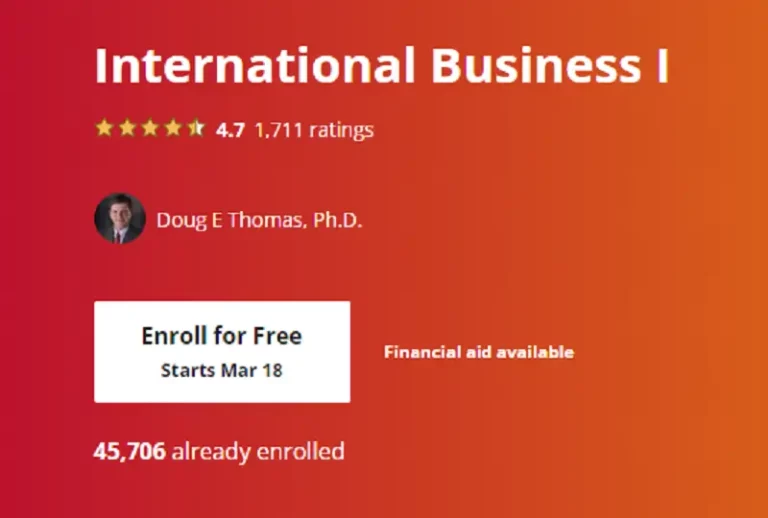 International Business I
4.7 1,711 ratings
Doug E Thomas, Ph.D.
Enroll for Free
Starts Mar 18
Financial aid available
45,706 already enrolled